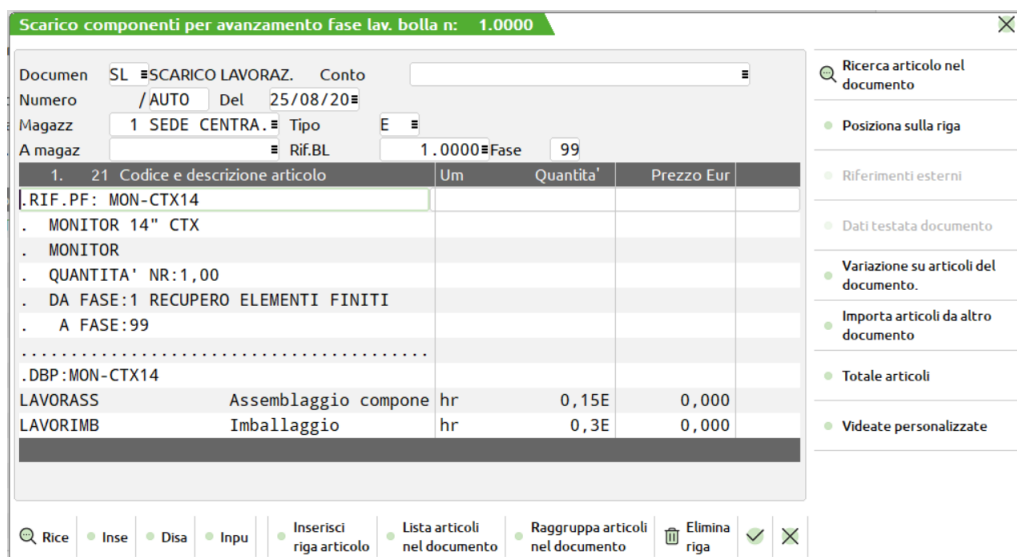 Scarico componenti per avanzamento fase lav. bolla n: 1.0000
Documen SL SCARICO LAVORAZ. Conto
Numero /AUTO Del 25/08/20
Magazz 1 SEDE CENTRA. Tipo E
A magaz Rif.BL 1.0000 Fase 99
1. 21 Codice e descrizione articolo Um Quantita' Prezzo Eur
.RIF.PF: MON-CTX14
. MONITOR 14" CTX
. MONITOR
. QUANTITA' NR:1,00
. DA FASE:1 RECUPERO ELEMENTI FINITI
. A FASE:99
.........................................
.DBP:MON-CTX14
LAVORASS Assemblaggio compone hr 0,15E 0,000
LAVORIMB Imballaggio hr 0,3E 0,000
Ricerca articolo nel
documento
Posiziona sulla riga
Riferimenti esterni
Dati testata documento
Variazione su articoli del
documento.
Importa articoli da altro
documento
Totale articoli
Videate personalizzate
Rice
Inse
Disa
Inpu
Inserisci
riga articolo
Lista articoli
nel documento
Raggruppa articoli
nel documento
Elimina
riga